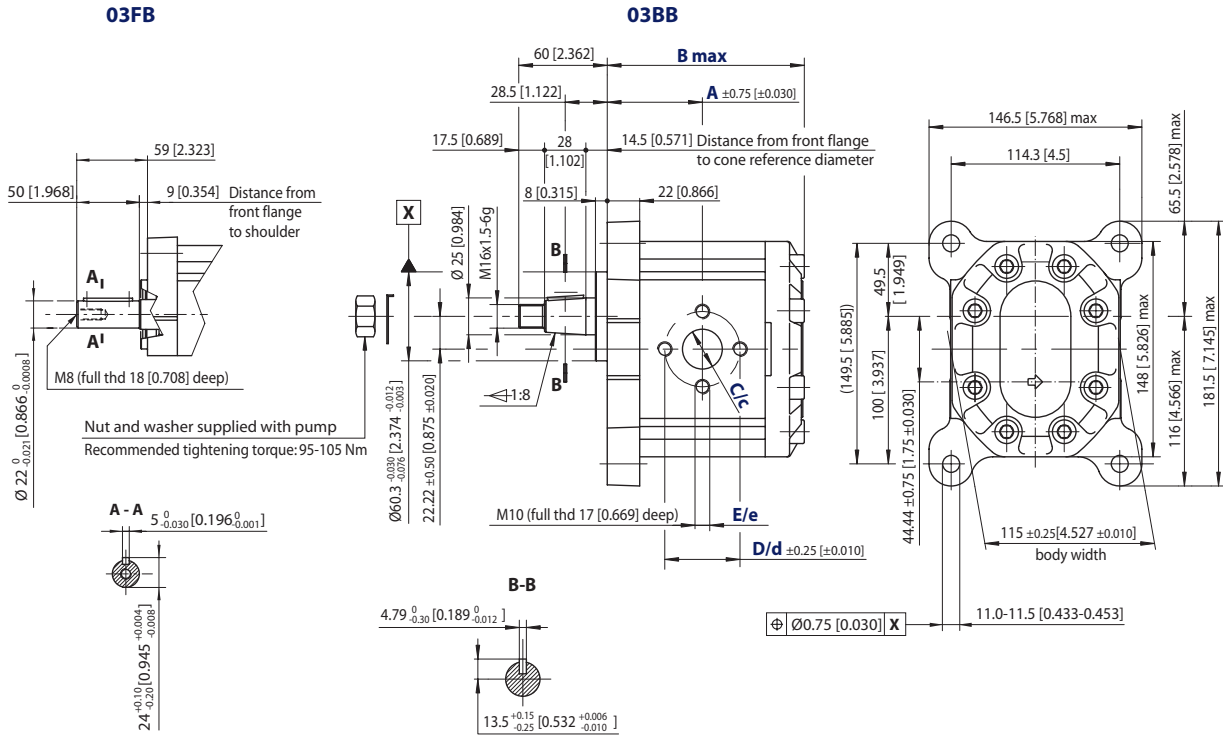 03FB
03BB
60 [2.362]
B max
28.5 [1.122]
A ±0.75 [±0.030]
17.5 [0.689]
28
[1.102]
14.5 [0.571] Distance from front flange
to cone reference diameter
8 [0.315]
22 [0.866]
59 [2.323]
50 [1.968]
9 [0.354] Distance from
front flange
to shoulder
A
A
M8 (full thd 18 [0.708] deep)
Ø 22 0 -0.021 [0.866 0 -0.0008 ]
Nut and washer supplied with pump
Recommended tightening torque: 95-105 Nm
X
Ø 25 [0.984]
M16x1.5-6g
B
B
1:8
Ø60.3 -0.030 -0.076 [2.374 -0.012 -0.003 ]
22.22 ±0.50 [0.875 ±0.020]
C/c
M10 (full thd 17 [0.669] deep)
E/e
D/d ±0.25 [±0.010]
A - A
5 0 -0.030 [0.196 0 -0.001 ]
24 +0.10 -0.20 [0.945 +0.004 -0.008 ]
B-B
4.79 0 -0.30 [0.189 0 -0.012 ]
13.5 +0.15 -0.25 [0.532 +0.006 -0.010 ]
146.5 [5.768] max
114.3 [4.5]
65.5 [2.578] max
49.5
[ 1.949]
(149.5 [ 5.885])
100 [ 3.937]
44.44 ±0.75 [1.75 ±0.030]
148 [ 5.826] max
116 [4.566] max
181.5 [ 7.145] max
115 ±0.25[4.527 ±0.010]
body width
⌖ Ø0.75 [0.030] X
11.0-11.5 [0.433-0.453]